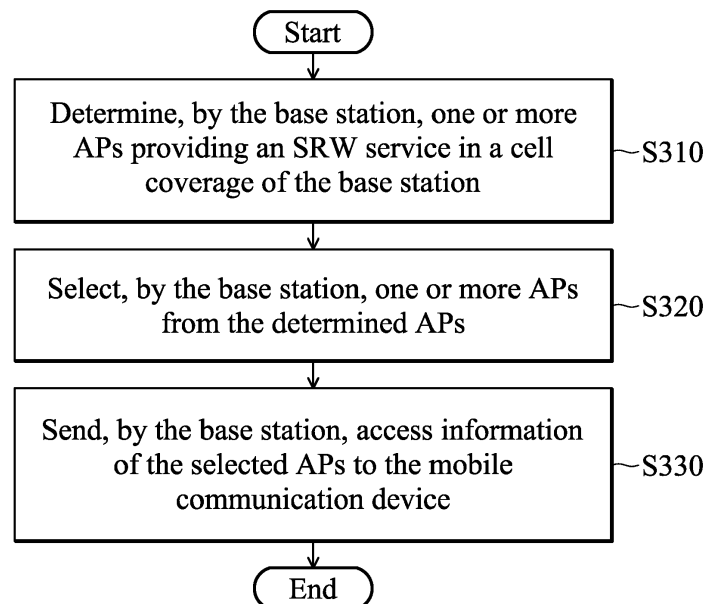 Start
Determine, by the base station, one or more
APs providing an SRW service in a cell
coverage of the base station
S310
Select, by the base station, one or more APs
from the determined APs
S320
Send, by the base station, access information
of the selected APs to the mobile
communication device
S330
End